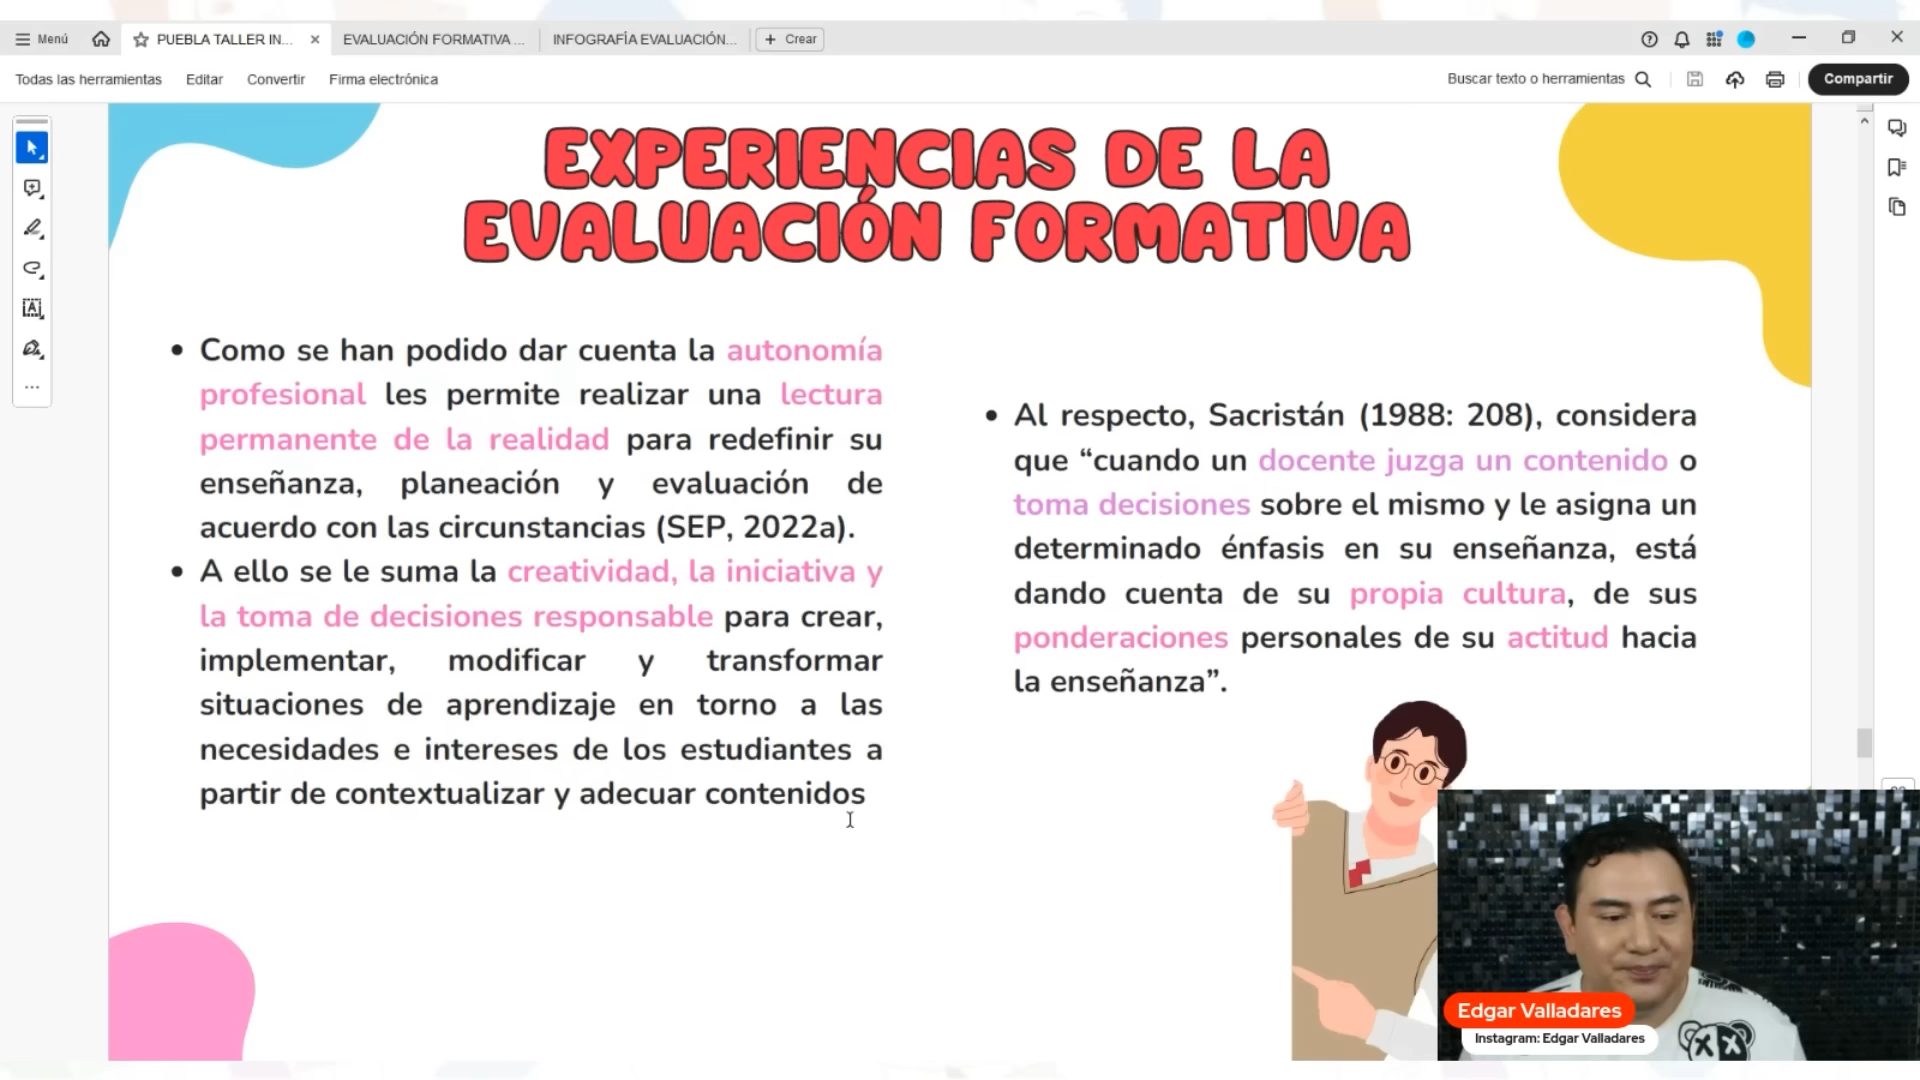 Menú
PUEBLA TALLER IN...
EVALUACIÓN FORMATIVA ...
INFOGRAFÍA EVALUACIÓN...
Crear
Todas las herramientas
Editar
Convertir
Firma electrónica
Buscar texto o herramientas
Compartir
EXPERIENCIAS DE LA
EVALUACIÓN FORMATIVA
• Como se han podido dar cuenta la autonomía
profesional les permite realizar una lectura
permanente de la realidad para redefinir su
enseñanza, planeación y evaluación de
acuerdo con las circunstancias (SEP, 2022a).
• A ello se le suma la creatividad, la iniciativa y
la toma de decisiones responsable para crear,
implementar, modificar y transformar
situaciones de aprendizaje en torno a las
necesidades e intereses de los estudiantes a
partir de contextualizar y adecuar contenidos
• Al respecto, Sacristán (1988: 208), considera
que “cuando un docente juzga un contenido o
toma decisiones sobre el mismo y le asigna un
determinado énfasis en su enseñanza, está
dando cuenta de su propia cultura, de sus
ponderaciones personales de su actitud hacia
la enseñanza”.
Edgar Valladares
Instagram: Edgar Valladares